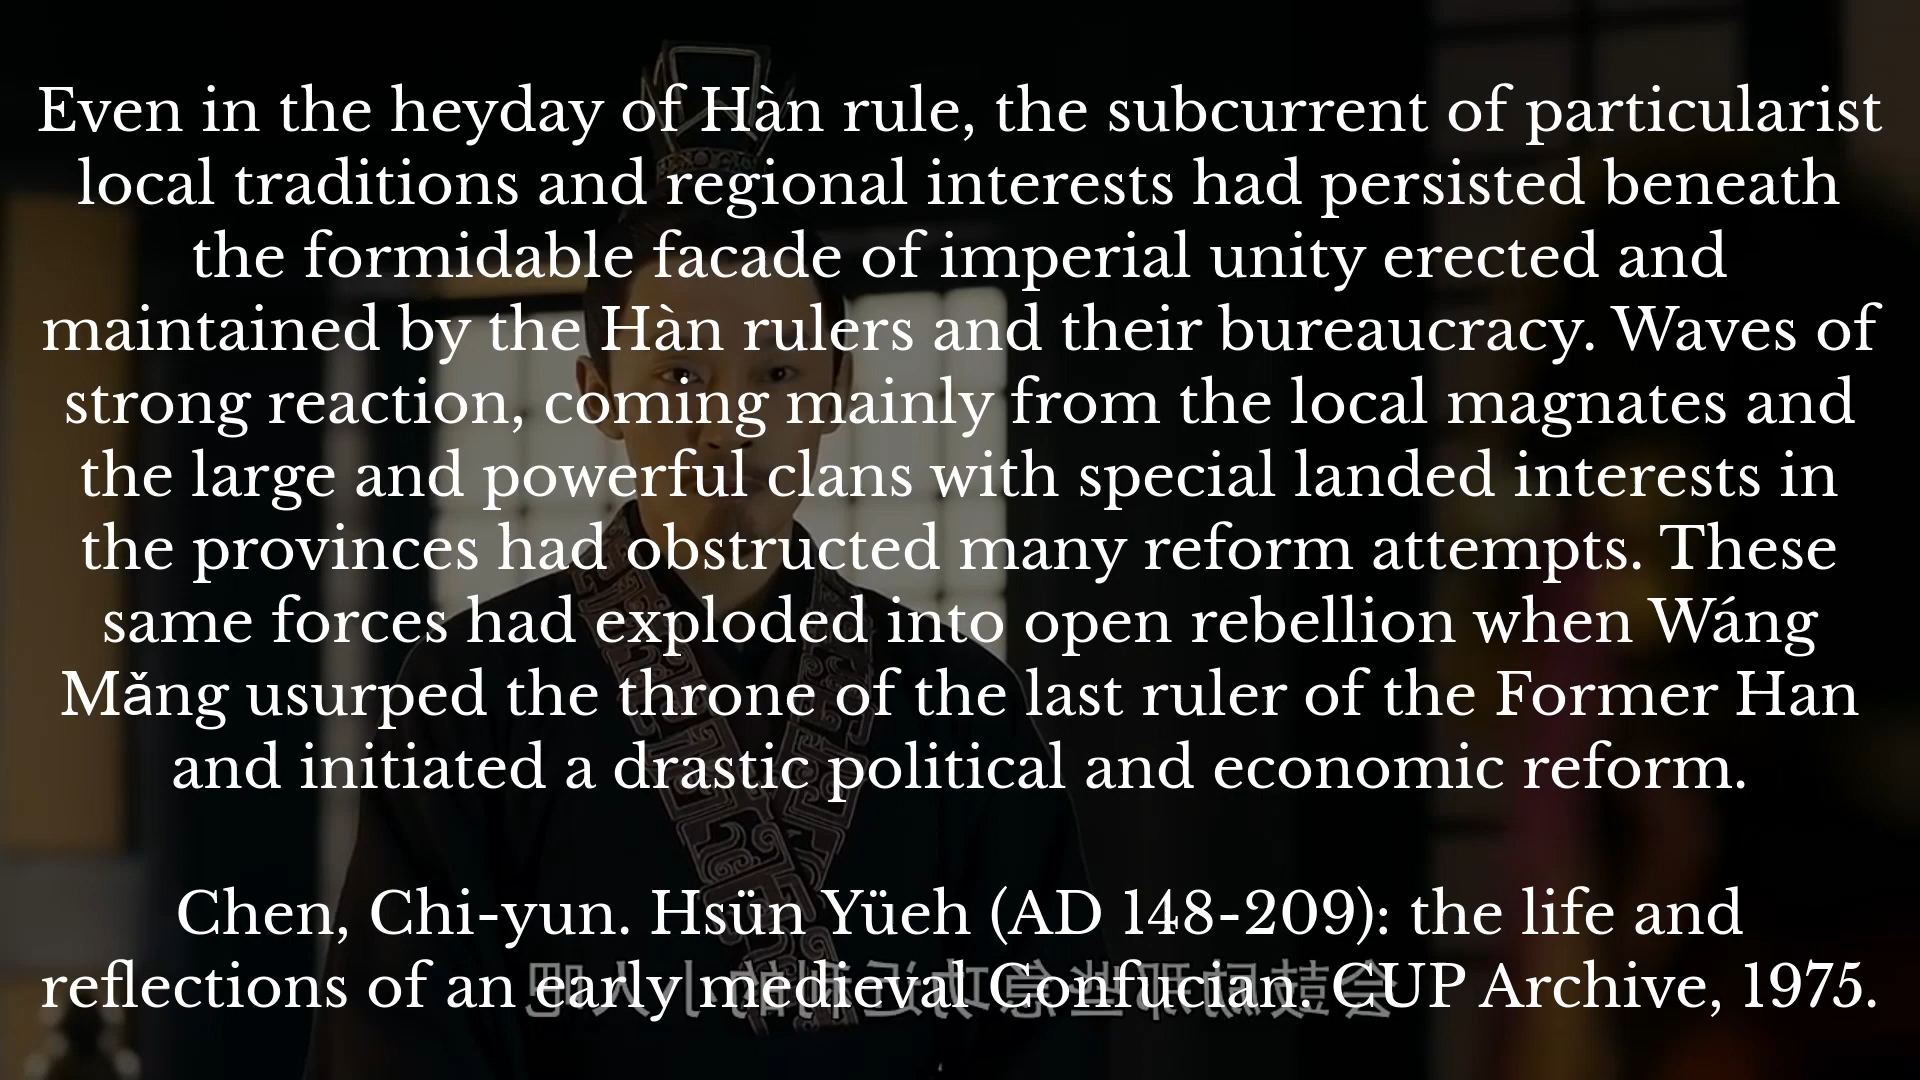 Even in the heyday of Hàn rule, the subcurrent of particularist
local traditions and regional interests had persisted beneath
the formidable facade of imperial unity erected and
maintained by the Hàn rulers and their bureaucracy. Waves of
strong reaction, coming mainly from the local magnates and
the large and powerful clans with special landed interests in
the provinces had obstructed many reform attempts. These
same forces had exploded into open rebellion when Wáng
Mǎng usurped the throne of the last ruler of the Former Han
and initiated a drastic political and economic reform.
Chen, Chi-yun. Hsün Yüeh (AD 148-209): the life and
reflections of an early medieval Confucian. CUP Archive, 1975.